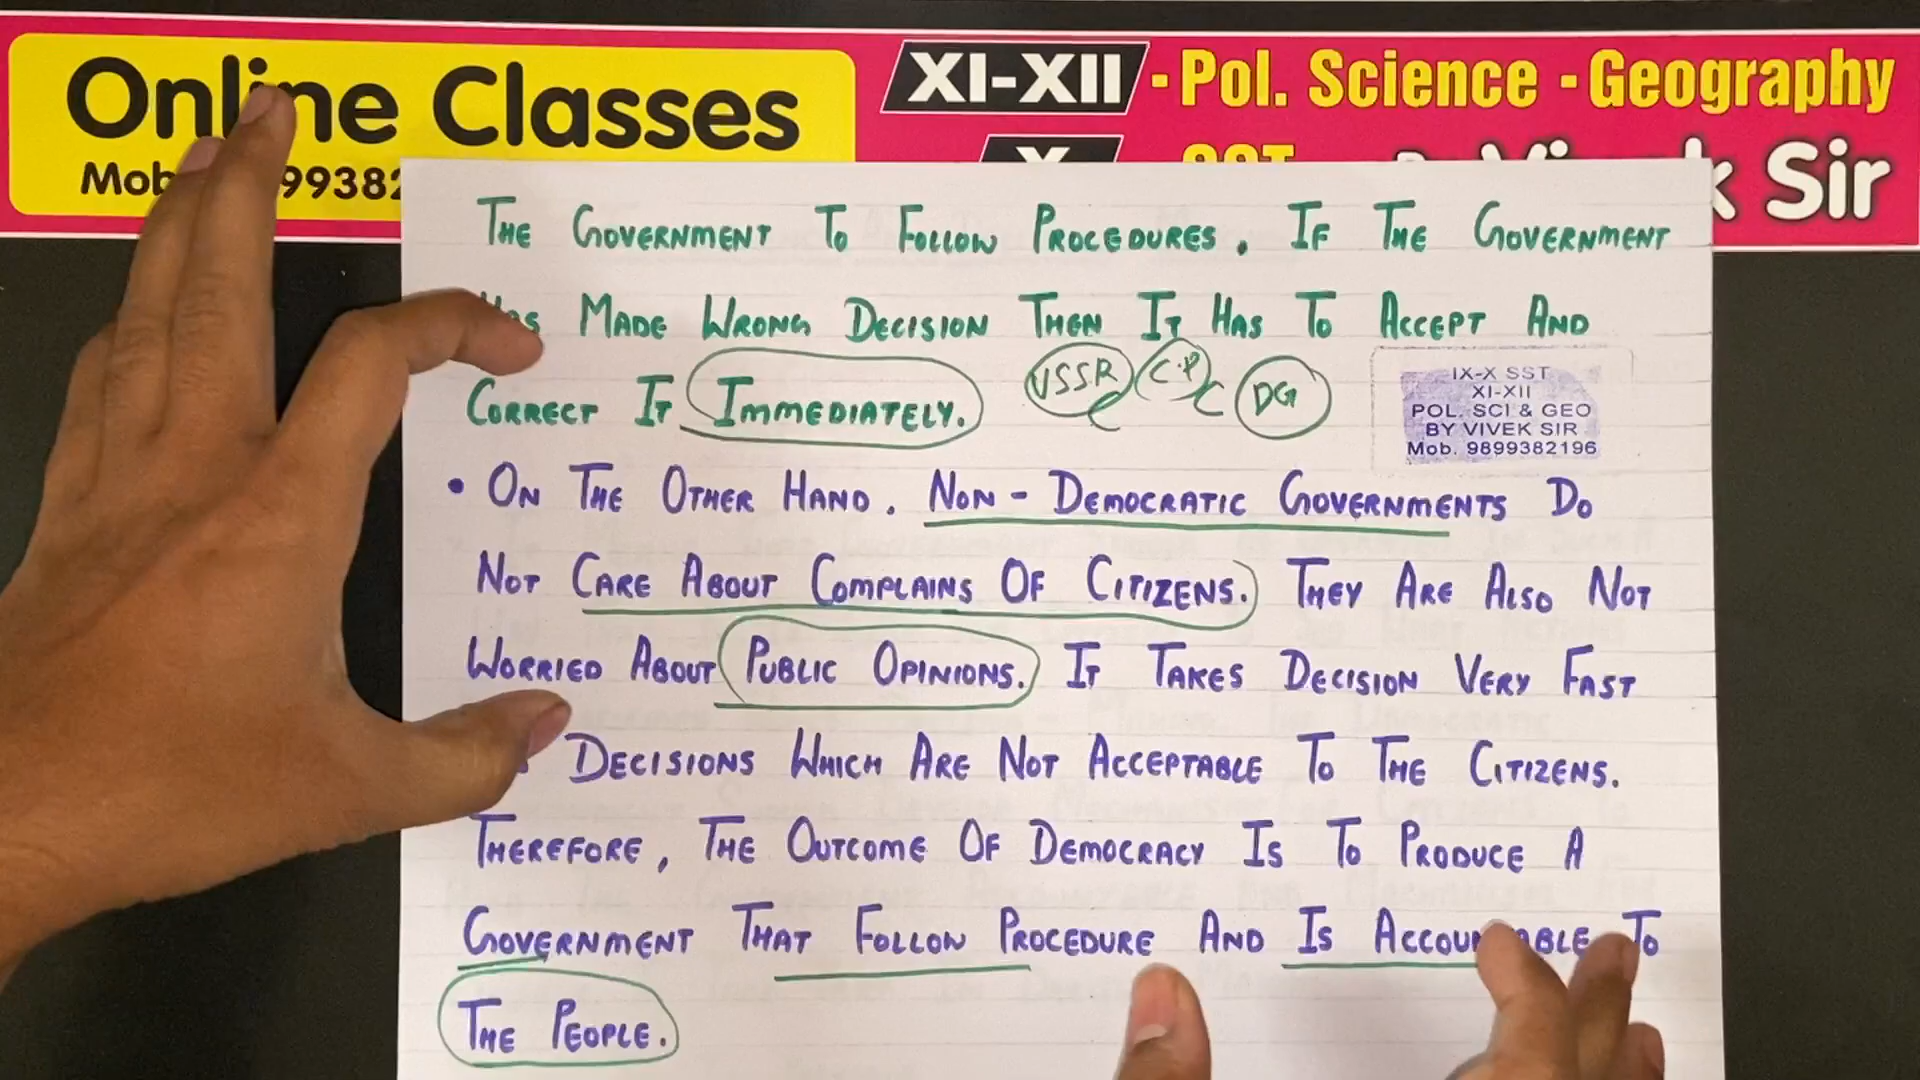 Online Classes
XI-XII - Pol. Science - Geography
Sir
THE GOVERNMENT TO FOLLOW PROCEDURES. IF THE GOVERNMENT
MADE WRONG DECISION THEN IT HAS TO ACCEPT AND
CORRECT IT IMMEDIATELY. USSR C.P DG
IX-X SST
XI-XII
POL. SCI & GEO
BY VIVEK SIR
Mob. 9899382196
• ON THE OTHER HAND. NON-DEMOCRATIC GOVERNMENTS DO
NOT CARE ABOUT COMPLAINS OF CITIZENS. THEY ARE ALSO NOT
WORRIED ABOUT PUBLIC OPINIONS. IT TAKES DECISION VERY FAST
DECISIONS WHICH ARE NOT ACCEPTABLE TO THE CITIZENS.
THEREFORE, THE OUTCOME OF DEMOCRACY IS TO PRODUCE A
GOVERNMENT THAT FOLLOW PROCEDURE AND IS ACCOUNTABLE TO
THE PEOPLE.